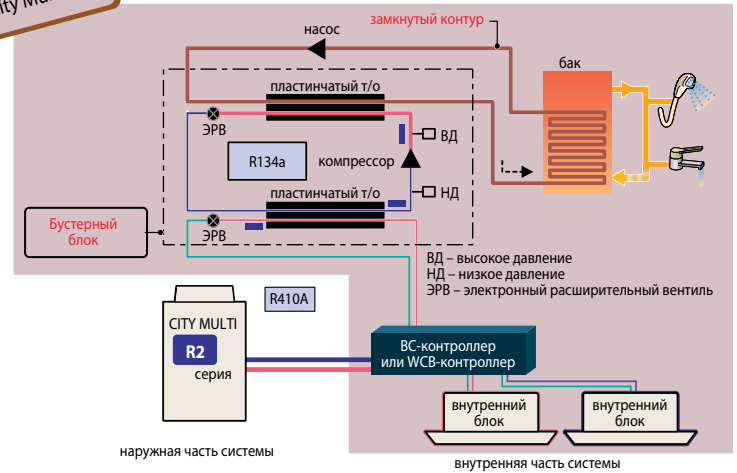 насос
замкнутый контур
бак
пластинчатый т/о
ЭРВ
ВД
R134a
компрессор
НД
пластинчатый т/о
ЭРВ
Бустерный
блок
ВД – высокое давление
НД – низкое давление
ЭРВ – электронный расширительный вентиль
R410A
CITY MULTI
R2
серия
ВС-контроллер
или WCB-контроллер
внутренний
блок
внутренний
блок
наружная часть системы
внутренняя часть системы